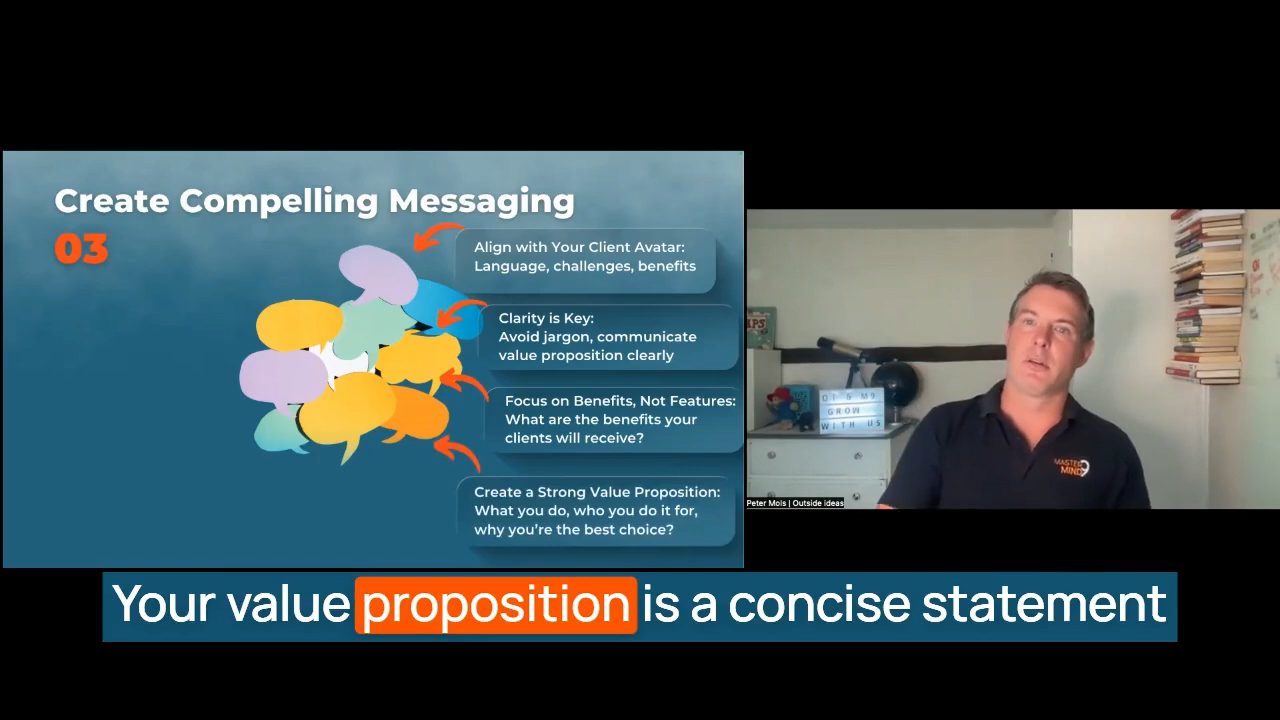 Create Compelling Messaging
03
Align with Your Client Avatar:
Language, challenges, benefits
Clarity is Key:
Avoid jargon, communicate
value proposition clearly
Focus on Benefits, Not Features:
What are the benefits your
clients will receive?
Create a Strong Value Proposition:
What you do, who you do it for,
why you're the best choice?
GROW
WITH US
MASTER
MIND
Peter Mols | Outside ideas
Your value proposition is a concise statement